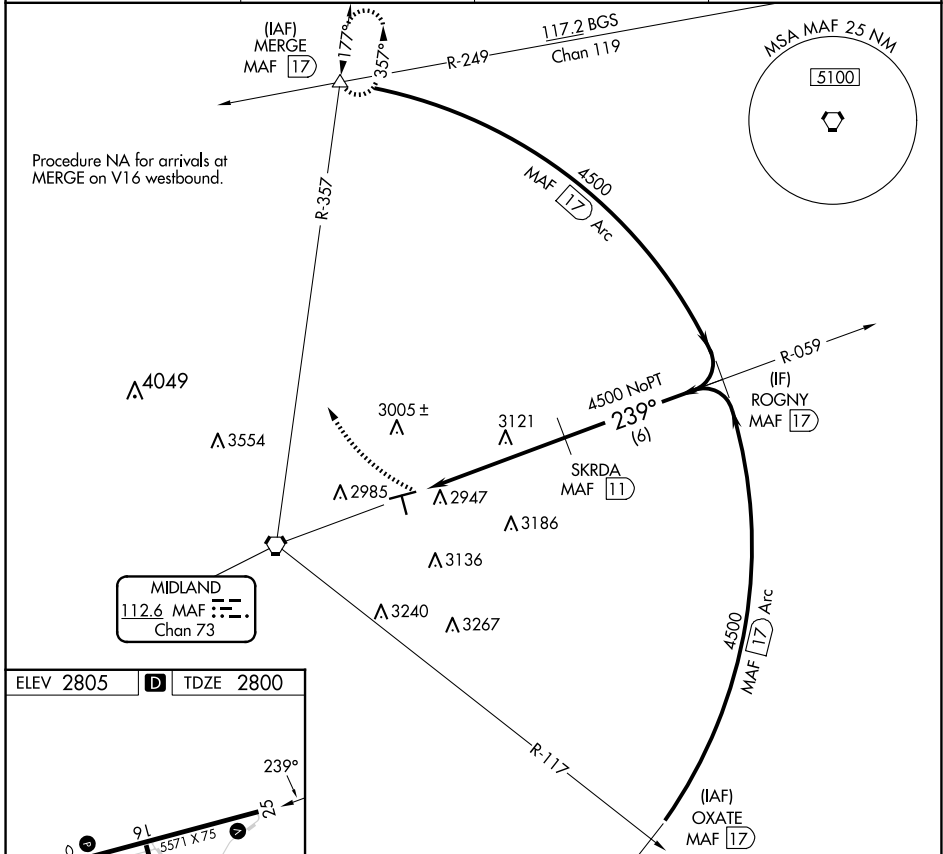 (IAF)
MERGE
MAF 17
177°
357°
R-249
117.2 BGS
Chan 119
MSA MAF 25 NM
5100
Procedure NA for arrivals at
MERGE on V16 westbound.
R-357
4500
MAF 17 Arc
R-059
(IF)
ROGNY
MAF 17
4500 NoPT
239°
(6)
4049
3554
3005 ±
3121
SKRDA
MAF 11
2985
2947
3186
3136
3240
3267
MIDLAND
112.6 MAF
Chan 73
4500
MAF 17 Arc
R-117
(IAF)
OXATE
MAF 17
ELEV 2805
D
TDZE 2800
239°
25
16
5571 X 75
P
A